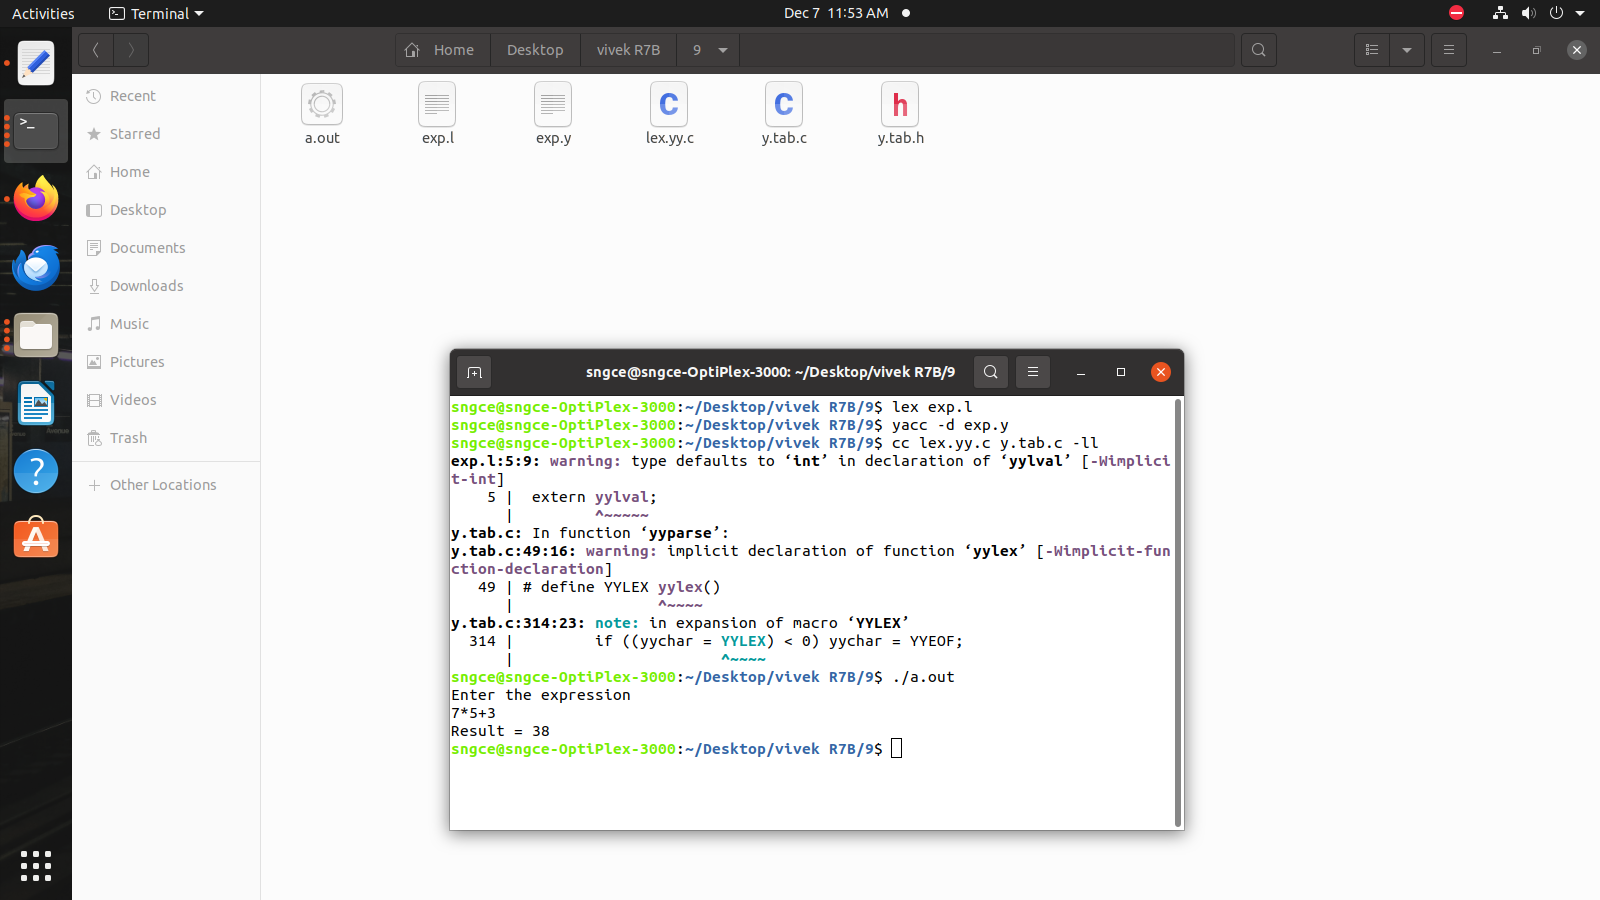 Activities
Terminal
Dec 7 11:53 AM
Home
Desktop
vivek R7B
9
Recent
Starred
Home
Desktop
Documents
Downloads
Music
Pictures
Videos
Trash
Other Locations
a.out
exp.l
exp.y
lex.yy.c
y.tab.c
y.tab.h
sngce@sngce-OptiPlex-3000: ~/Desktop/vivek R7B/9
sngce@sngce-OptiPlex-3000:~/Desktop/vivek R7B/9$ lex exp.l
sngce@sngce-OptiPlex-3000:~/Desktop/vivek R7B/9$ yacc -d exp.y
sngce@sngce-OptiPlex-3000:~/Desktop/vivek R7B/9$ cc lex.yy.c y.tab.c -ll
exp.l:5:9: warning: type defaults to ‘int’ in declaration of ‘yylval’ [-Wimplici
t-int]
5 | extern yylval;
| ^~~~~~
y.tab.c: In function ‘yyparse’:
y.tab.c:49:16: warning: implicit declaration of function ‘yylex’ [-Wimplicit-fun
ction-declaration]
49 | # define YYLEX yylex()
| ^~~~~
y.tab.c:314:23: note: in expansion of macro ‘YYLEX’
314 | if ((yychar = YYLEX) < 0) yychar = YYEOF;
| ^~~~~
sngce@sngce-OptiPlex-3000:~/Desktop/vivek R7B/9$ ./a.out
Enter the expression
7*5+3
Result = 38
sngce@sngce-OptiPlex-3000:~/Desktop/vivek R7B/9$